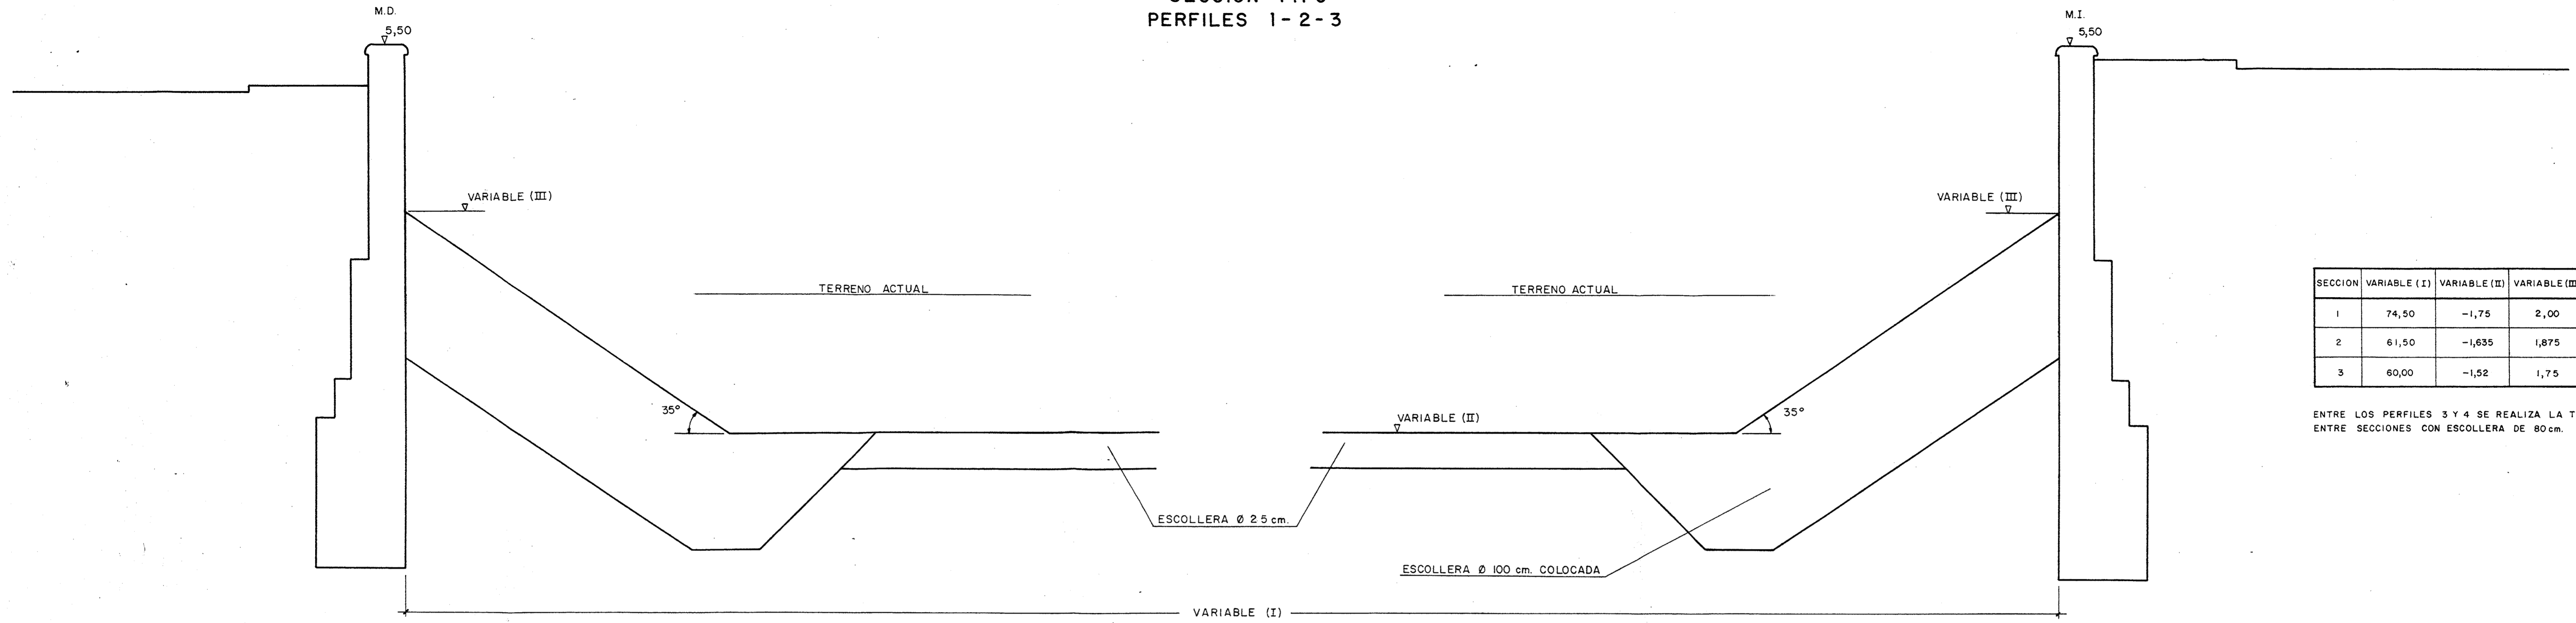 PERFILES 1-2-3
M.D.
5,50
M.I.
5,50
VARIABLE (III)
VARIABLE (III)
TERRENO ACTUAL
TERRENO ACTUAL
SECCION VARIABLE (I) VARIABLE (II) VARIABLE (III
1 74,50 -1,75 2,00
2 61,50 -1,635 1,875
3 60,00 -1,52 1,75
35°
VARIABLE (II)
35°
ENTRE LOS PERFILES 3 Y 4 SE REALIZA LA T
ENTRE SECCIONES CON ESCOLLERA DE 80 cm.
ESCOLLERA Ø 25 cm.
ESCOLLERA Ø 100 cm. COLOCADA
VARIABLE (I)